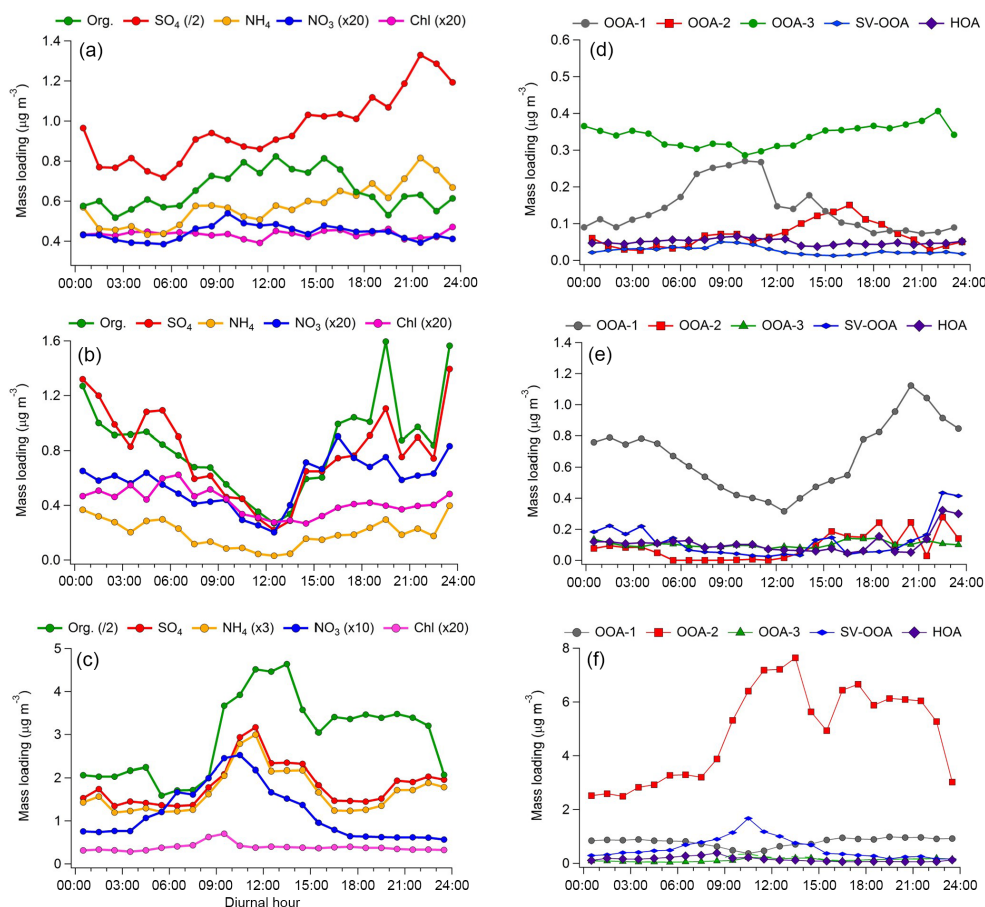 Org. SO4 (/2) NH4 NO3 (x20) Chl (x20)
(a)
Mass loading (µg m-3)
1.4
1.2
1.0
0.8
0.6
0.4
00:00 03:00 06:00 09:00 12:00 15:00 18:00 21:00 24:00
OOA-1 OOA-2 OOA-3 SV-OOA HOA
(d)
Mass loading (µg m-3)
0.6
0.5
0.4
0.3
0.2
0.1
0.0
00:00 03:00 06:00 09:00 12:00 15:00 18:00 21:00 24:00
Org. SO4 NH4 NO3 (x20) Chl (x20)
(b)
Mass loading (µg m-3)
1.6
1.2
0.8
0.4
0.0
00:00 03:00 06:00 09:00 12:00 15:00 18:00 21:00 24:00
OOA-1 OOA-2 OOA-3 SV-OOA HOA
(e)
Mass loading (µg m-3)
1.4
1.2
1.0
0.8
0.6
0.4
0.2
0.0
00:00 03:00 06:00 09:00 12:00 15:00 18:00 21:00 24:00
Org. (/2) SO4 NH4 (x3) NO3 (x10) Chl (x20)
(c)
Mass loading (µg m-3)
5
4
3
2
1
0
00:00 03:00 06:00 09:00 12:00 15:00 18:00 21:00 24:00
Diurnal hour
OOA-1 OOA-2 OOA-3 SV-OOA HOA
(f)
Mass loading (µg m-3)
8
6
4
2
0
00:00 03:00 06:00 09:00 12:00 15:00 18:00 21:00 24:00